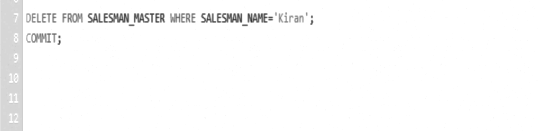 7 DELETE FROM SALESMAN_MASTER WHERE SALESMAN_NAME='Kiran';
8 COMMIT;
9
10
11
12